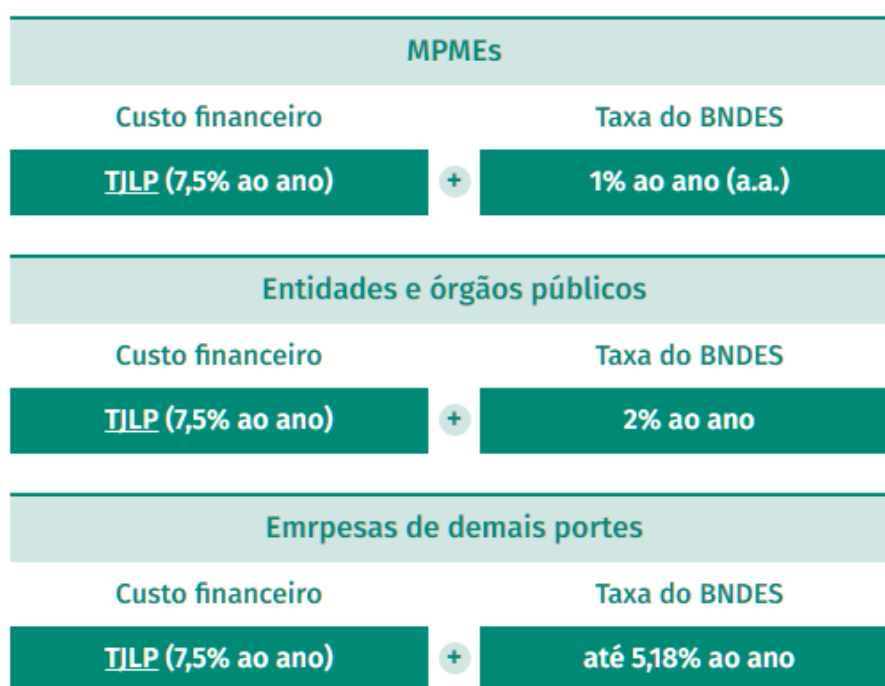 MPMEs
Custo financeiro
Taxa do BNDES
TJLP (7,5% ao ano)
+
1% ao ano (a.a.)
Entidades e órgãos públicos
Custo financeiro
Taxa do BNDES
TJLP (7,5% ao ano)
+
2% ao ano
Emrpesas de demais portes
Custo financeiro
Taxa do BNDES
TJLP (7,5% ao ano)
+
até 5,18% ao ano